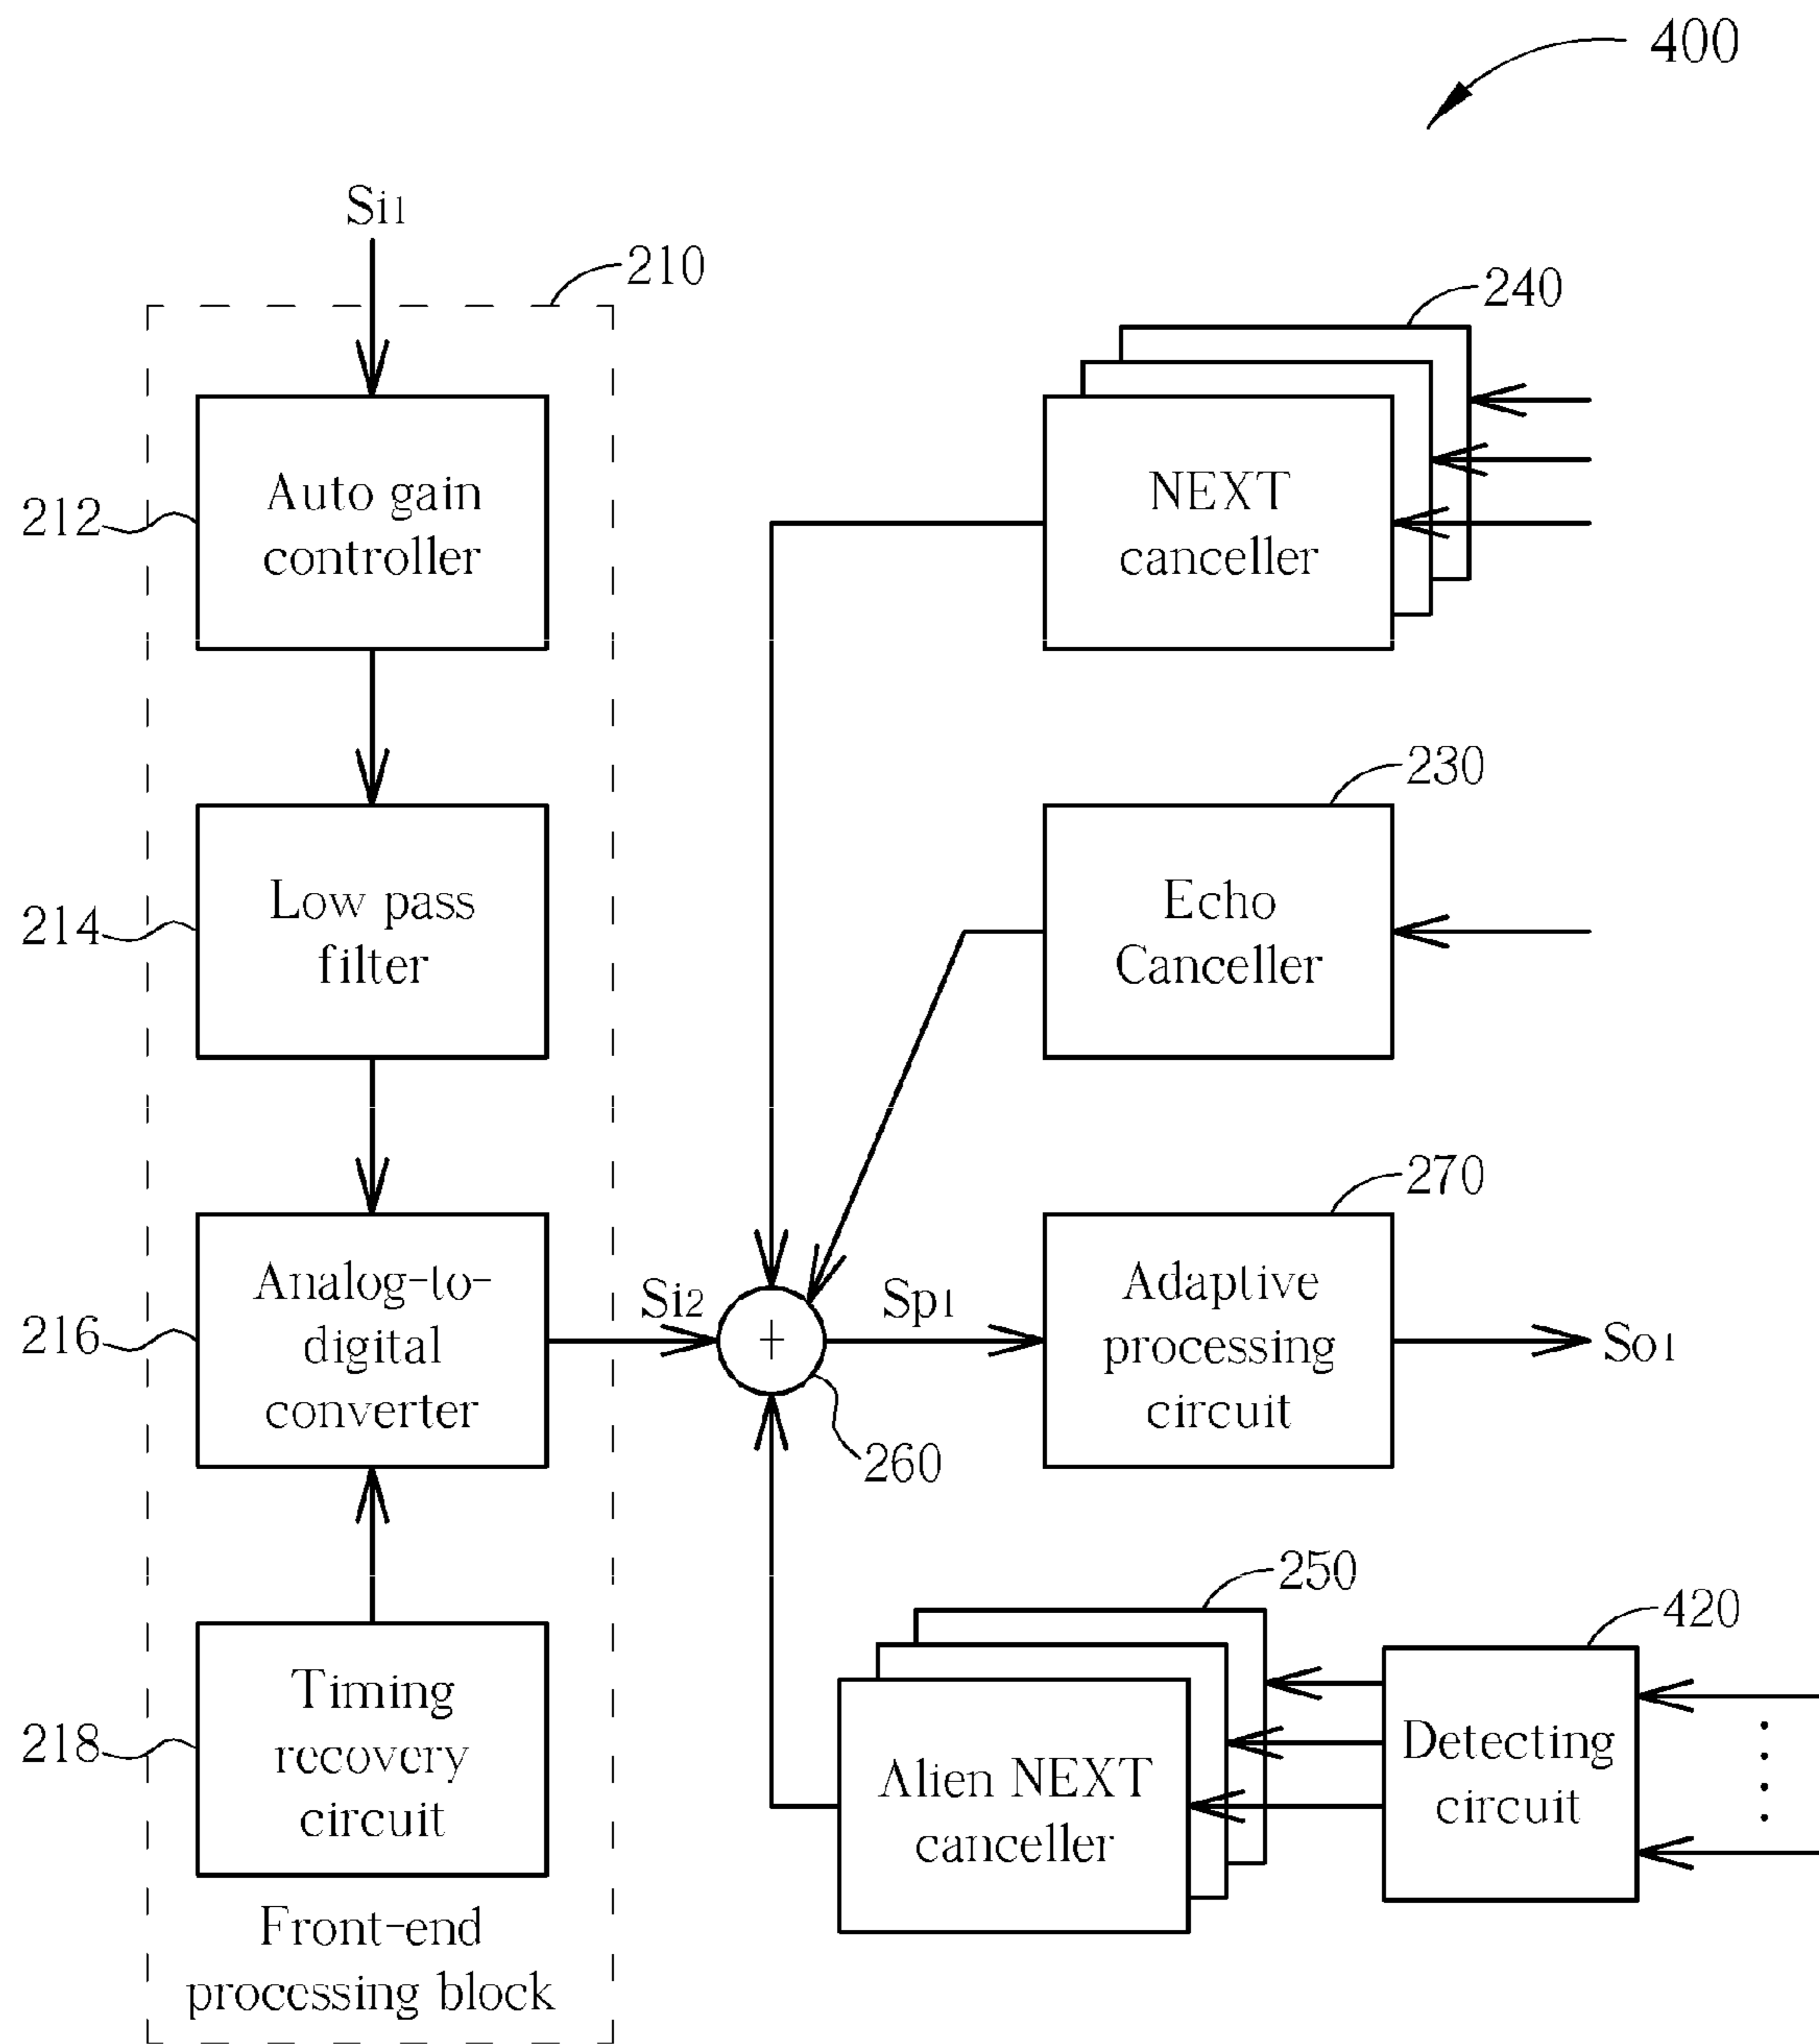 400
Si1
210
240
212
Auto gain
controller
NEXT
canceller
230
214
Low pass
filter
Echo
Canceller
270
216
Analog-to-
digital
converter
Si2
+
Sp1
260
Adaptive
processing
circuit
So1
250
420
218
Timing
recovery
circuit
Alien NEXT
canceller
Detecting
circuit
Front-end
processing block